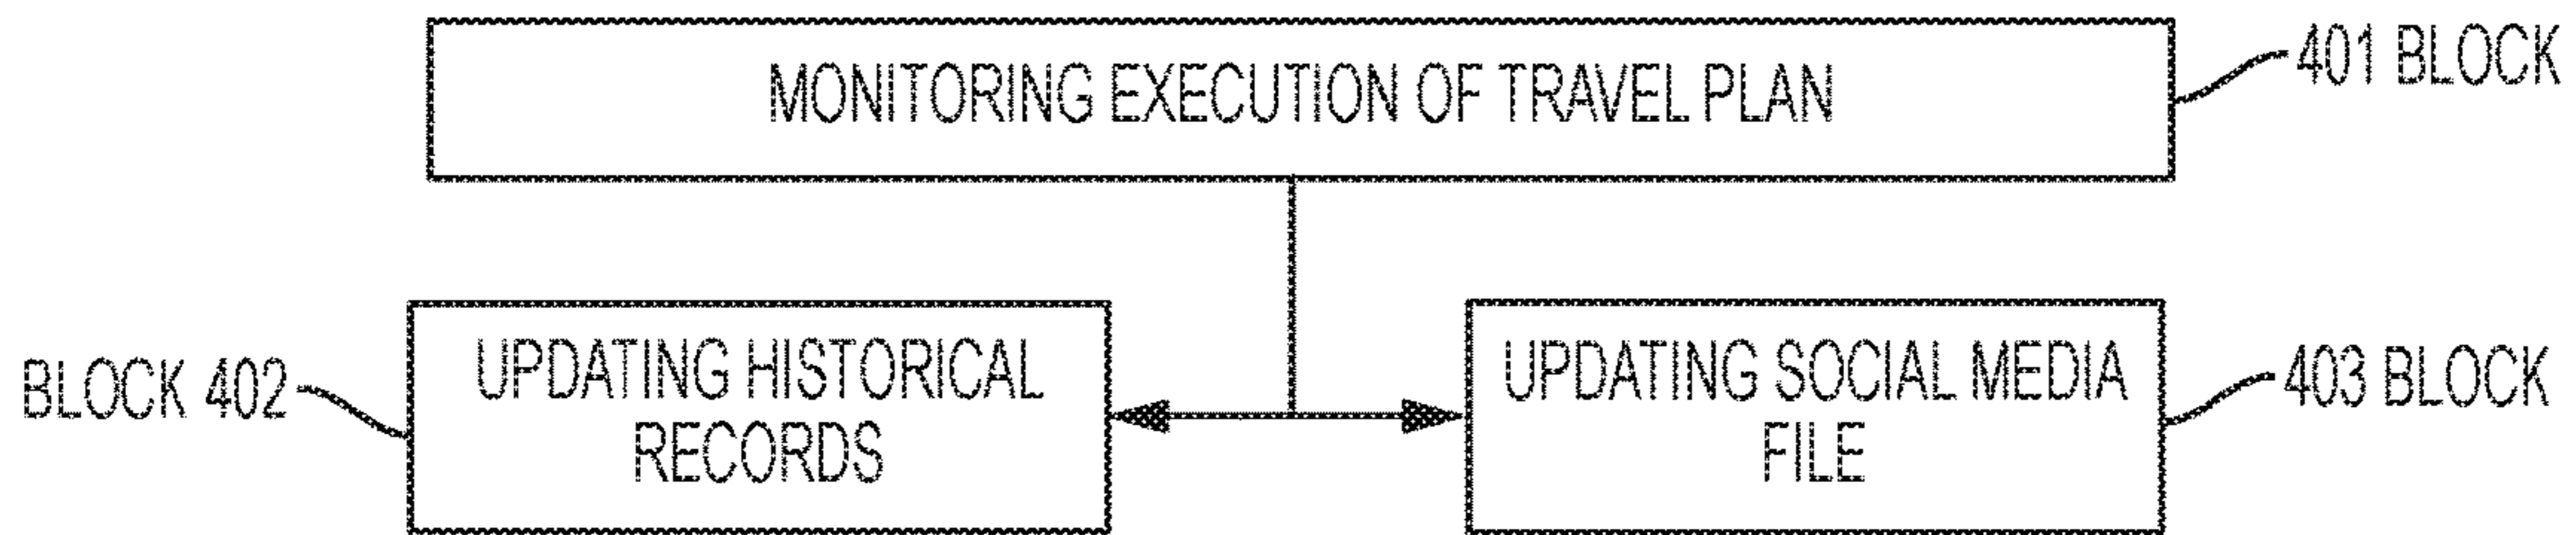 MONITORING EXECUTION OF TRAVEL PLAN
401 BLOCK
BLOCK 402
UPDATING HISTORICAL
RECORDS
UPDATING SOCIAL MEDIA
FILE
403 BLOCK